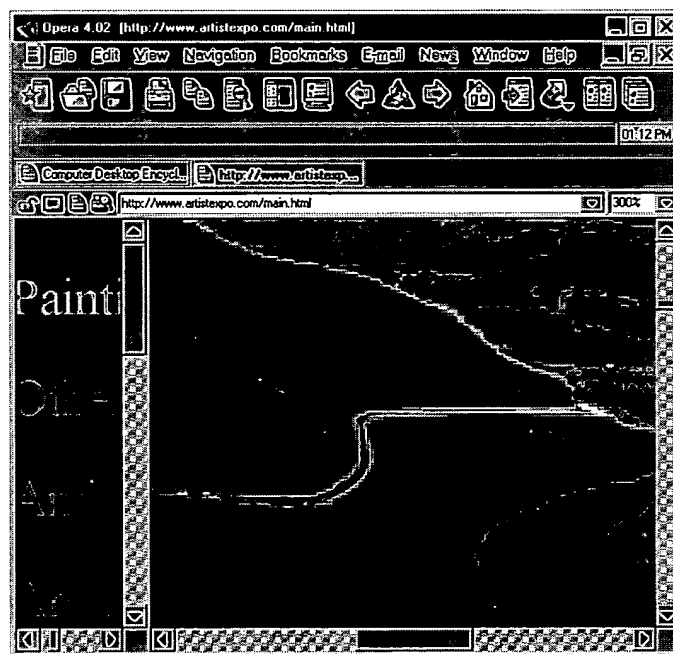 Opera 4.02 [http://www.artistexpo.com/main.html]
File Edit View Navigation Bookmarks E-mail News Window Help
01:12 PM
Computer Desktop Encycl... http://www.artistexp...
http://www.artistexpo.com/main.html 300%
Painti